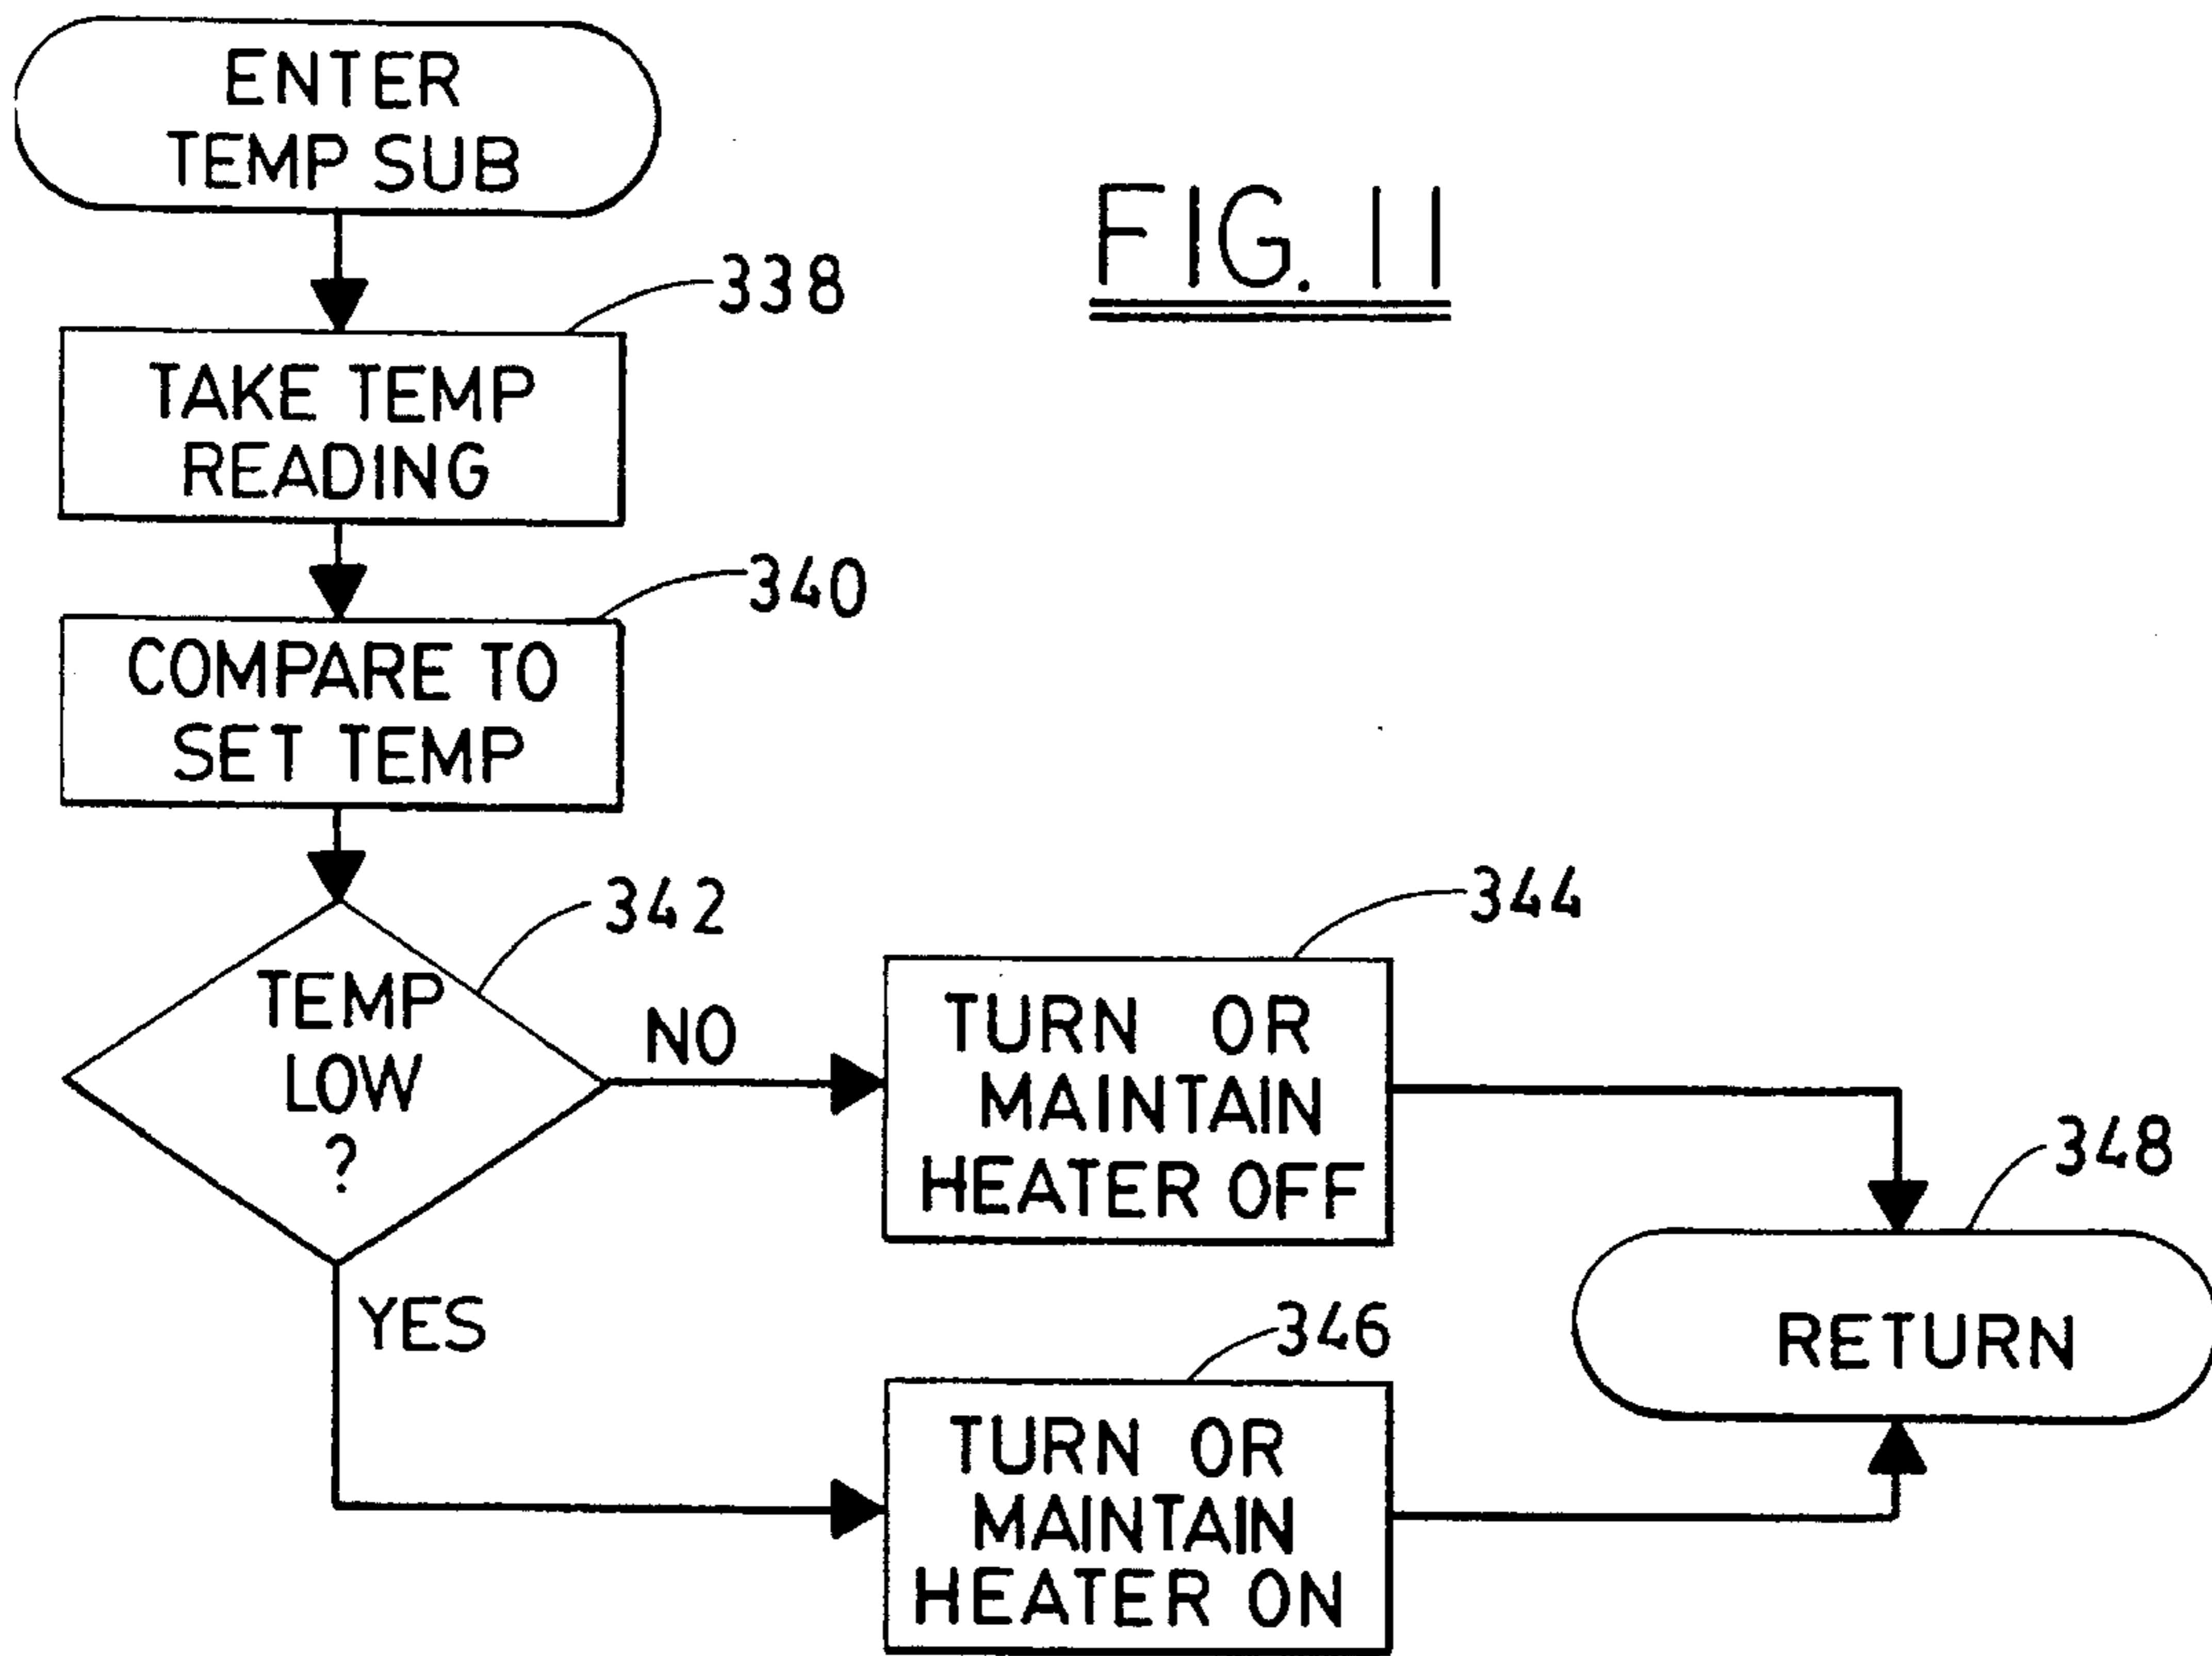 ENTER
TEMP SUB
FIG. 11
338
TAKE TEMP
READING
340
COMPARE TO
SET TEMP
342
TEMP
LOW
?
NO
344
TURN OR
MAINTAIN
HEATER OFF
348
RETURN
YES
346
TURN OR
MAINTAIN
HEATER ON